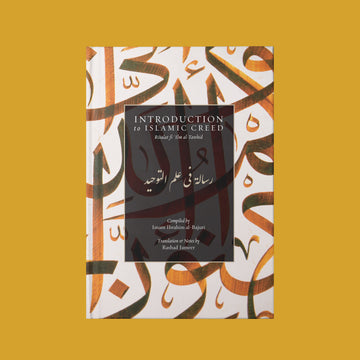 INTRODUCTION
to ISLAMIC CREED
Risālat fī ʿIlm al-Tawḥīd
رسالة في علم التوحيد
Compiled by
Imam Ibrahim al-Bajuri
Translation & Notes by
Rashad Jameer